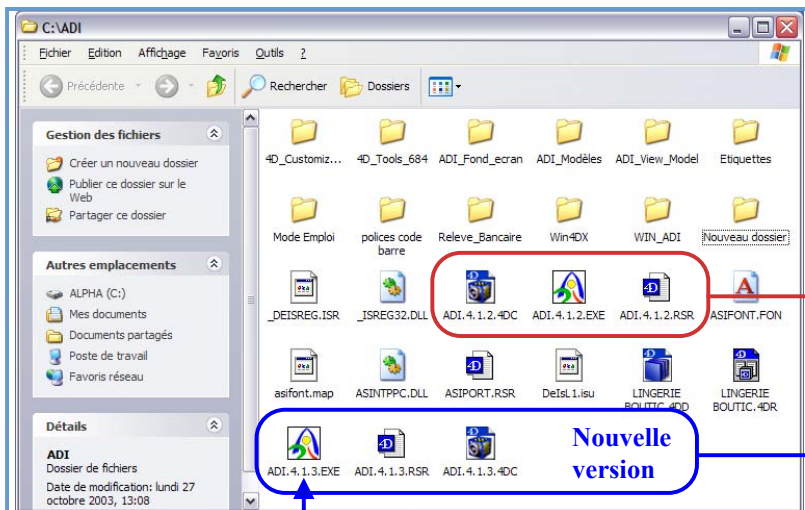 C:\ADI
Fichier Edition Affichage Favoris Outils ?
Précédente Rechercher Dossiers
Gestion des fichiers
Créer un nouveau dossier
Publier ce dossier sur le
Web
Partager ce dossier
Autres emplacements
ALPHA (C:)
Mes documents
Documents partagés
Poste de travail
Favoris réseau
Détails
ADI
Dossier de fichiers
Date de modification: lundi 27
octobre 2003, 13:08
4D_Customiz... 4D_Tools_684 ADI_Fond_ecran ADI_Modèles ADI_View_Model Etiquettes
Mode Emploi polices code
barre Releve_Bancaire Win4DX WIN_ADI Nouveau dossier
_DEISREG.ISR _ISREG32.DLL ADI.4.1.2.4DC ADI.4.1.2.EXE ADI.4.1.2.RSR ASIFONT.FON
asifont.map ASINTPPC.DLL ASIPORT.RSR DeIsL1.isu LINGERIE
BOUTIC.4DD LINGERIE
BOUTIC.4DR
ADI.4.1.3.EXE ADI.4.1.3.RSR ADI.4.1.3.4DC
Nouvelle
version